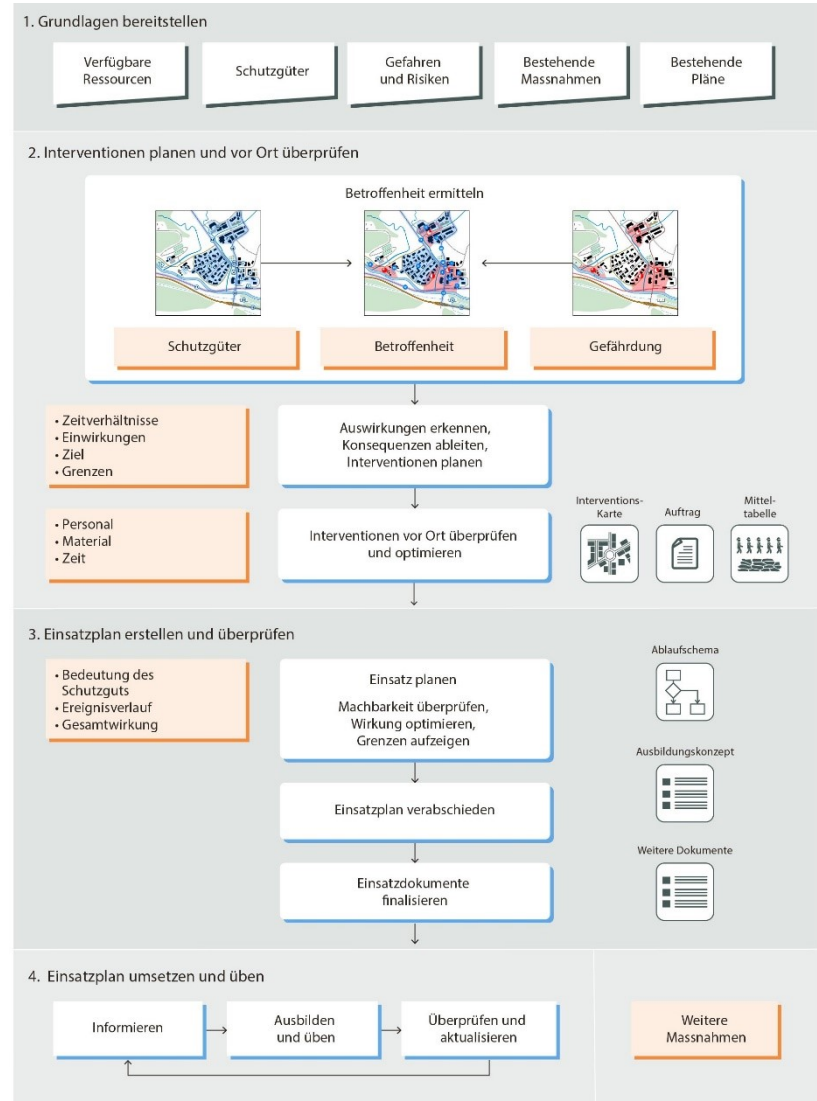 1. Grundlagen bereitstellen
Verfügbare
Ressourcen
Schutzgüter
Gefahren
und Risiken
Bestehende
Massnahmen
Bestehende
Pläne
2. Interventionen planen und vor Ort überprüfen
Betroffenheit ermitteln
Schutzgüter
Betroffenheit
Gefährdung
• Zeitverhältnisse
• Einwirkungen
• Ziel
• Grenzen
Auswirkungen erkennen,
Konsequenzen ableiten,
Interventionen planen
• Personal
• Material
• Zeit
Interventionen vor Ort überprüfen
und optimieren
Interventions-
Karte
Auftrag
Mittel-
tabelle
3. Einsatzplan erstellen und überprüfen
• Bedeutung des
Schutzguts
• Ereignisverlauf
• Gesamtwirkung
Einsatz planen
Machbarkeit überprüfen,
Wirkung optimieren,
Grenzen aufzeigen
Ablaufschema
Einsatzplan verabschieden
Ausbildungskonzept
Einsatzdokumente
finalisieren
Weitere Dokumente
4. Einsatzplan umsetzen und üben
Informieren
Ausbilden
und üben
Überprüfen und
aktualisieren
Weitere
Massnahmen